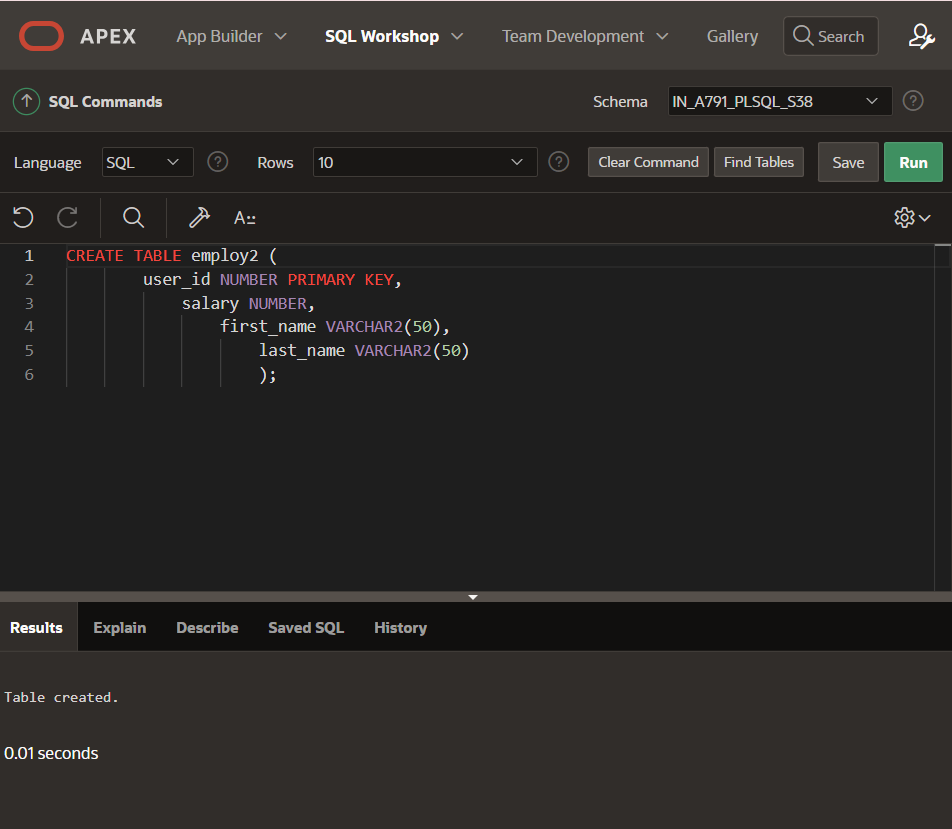 APEX App Builder SQL Workshop Team Development Gallery Search
SQL Commands Schema IN_A791_PLSQL_S38 ?
Language SQL ? Rows 10 ? Clear Command Find Tables Save Run
A::
1 CREATE TABLE employ2 (
2 user_id NUMBER PRIMARY KEY,
3 salary NUMBER,
4 first_name VARCHAR2(50),
5 last_name VARCHAR2(50)
6 );
Results Explain Describe Saved SQL History
Table created.
0.01 seconds